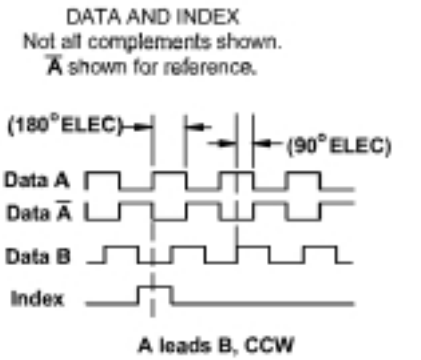 DATA AND INDEX
Not all complements shown.
A̅ shown for reference.
(180°ELEC)
(90°ELEC)
Data A
Data A̅
Data B
Index
A leads B, CCW